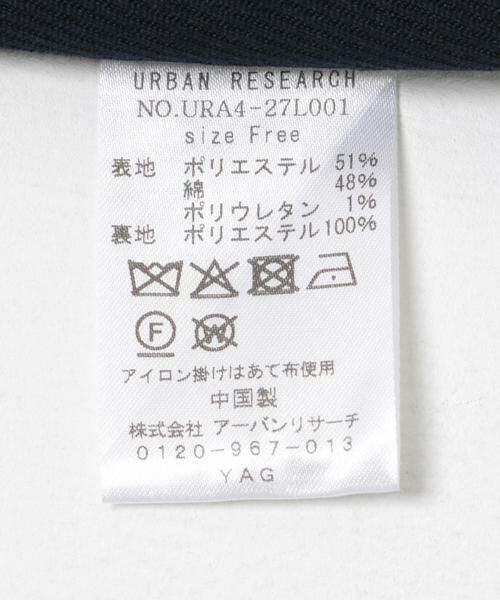 URBAN RESEARCH
NO.URA4-27L001
size Free
表地 ポリエステル 51%
綿 48%
ポリウレタン 1%
裏地 ポリエステル 100%
F W
アイロン掛けはあて布使用
中国製
株式会社 アーバンリサーチ
0120-967-013
YAG